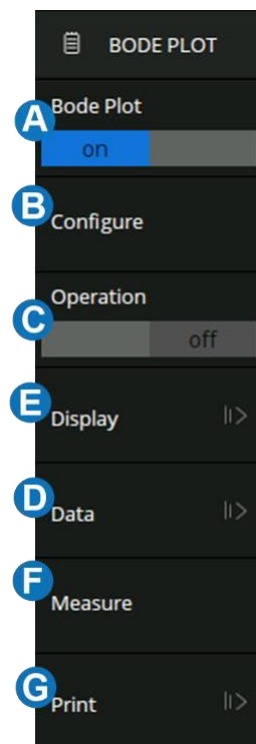 BODE PLOT
A
Bode Plot
on
B
Configure
Operation
C
off
E
Display
D
Data
F
Measure
G
Print